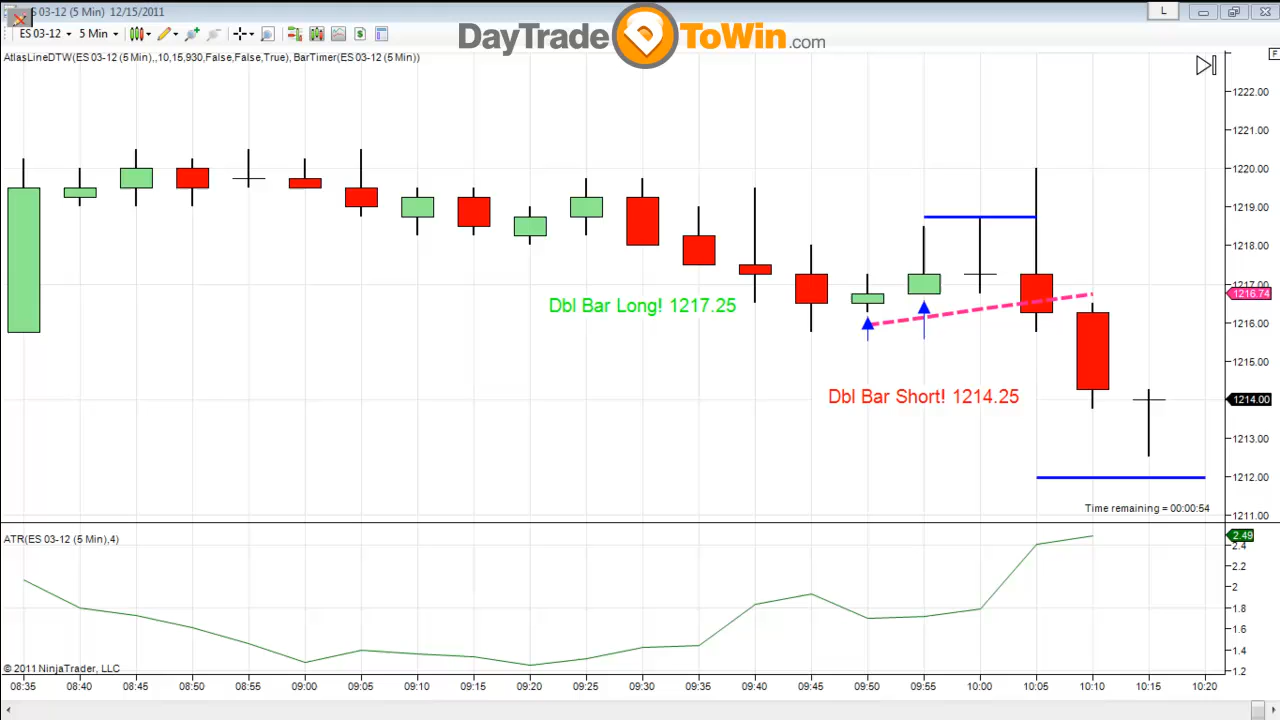 ES 03-12 (5 Min) 12/15/2011
L
ES 03-12 5 Min $
DayTradeToWin.com
AtlasLineDTW(ES 03-12 (5 Min),,10,15,930,False,False,True), BarTimer(ES 03-12 (5 Min))
F
1222.00
1221.00
1220.00
1219.00
1218.00
1217.00
1216.74
1216.00
1215.00
1214.00
1213.00
1212.00
1211.00
Dbl Bar Long! 1217.25
Dbl Bar Short! 1214.25
Time remaining = 00:00:54
ATR(ES 03-12 (5 Min),4)
2.49
2.4
2.2
2
1.8
1.6
1.4
1.2
© 2011 NinjaTrader, LLC
08:35 08:40 08:45 08:50 08:55 09:00 09:05 09:10 09:15 09:20 09:25 09:30 09:35 09:40 09:45 09:50 09:55 10:00 10:05 10:10 10:15 10:20